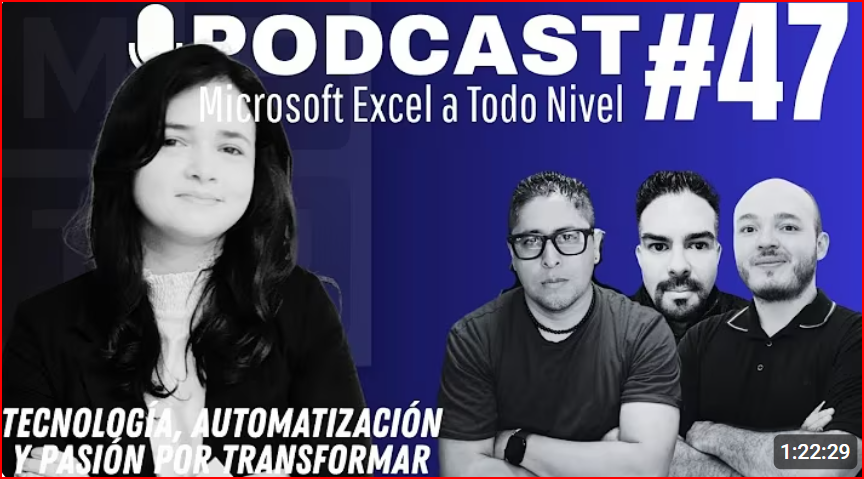 PODCAST #47
Microsoft Excel a Todo Nivel
TECNOLOGÍA, AUTOMATIZACIÓN
Y PASIÓN POR TRANSFORMAR
1:22:29